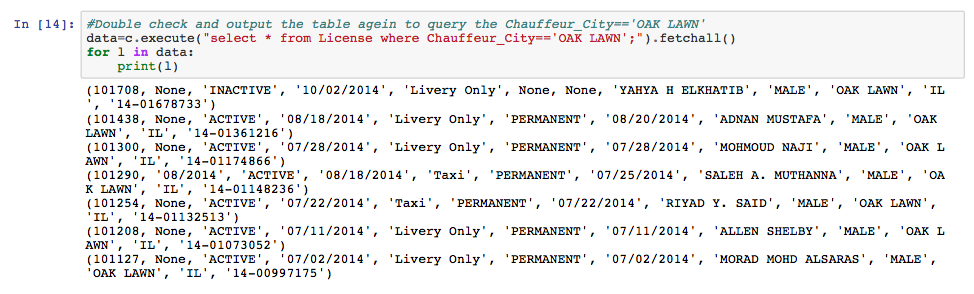 In [14]: #Double check and output the table agein to query the Chauffeur_City=='OAK LAWN'
data=c.execute("select * from License where Chauffeur_City=='OAK LAWN';").fetchall()
for l in data:
    print(l)
(101708, None, 'INACTIVE', '10/02/2014', 'Livery Only', None, None, 'YAHYA H ELKHATIB', 'MALE', 'OAK LAWN', 'IL
', '14-01678733')
(101438, None, 'ACTIVE', '08/18/2014', 'Livery Only', 'PERMANENT', '08/20/2014', 'ADNAN MUSTAFA', 'MALE', 'OAK
LAWN', 'IL', '14-01361216')
(101300, None, 'ACTIVE', '07/28/2014', 'Livery Only', 'PERMANENT', '07/28/2014', 'MOHMOUD NAJI', 'MALE', 'OAK L
AWN', 'IL', '14-01174866')
(101290, '08/2014', 'ACTIVE', '08/18/2014', 'Taxi', 'PERMANENT', '07/25/2014', 'SALEH A. MUTHANNA', 'MALE', 'OA
K LAWN', 'IL', '14-01148236')
(101254, None, 'ACTIVE', '07/22/2014', 'Taxi', 'PERMANENT', '07/22/2014', 'RIYAD Y. SAID', 'MALE', 'OAK LAWN',
'IL', '14-01132513')
(101208, None, 'ACTIVE', '07/11/2014', 'Livery Only', 'PERMANENT', '07/11/2014', 'ALLEN SHELBY', 'MALE', 'OAK L
AWN', 'IL', '14-01073052')
(101127, None, 'ACTIVE', '07/02/2014', 'Livery Only', 'PERMANENT', '07/02/2014', 'MORAD MOHD ALSARAS', 'MALE',
'OAK LAWN', 'IL', '14-00997175')